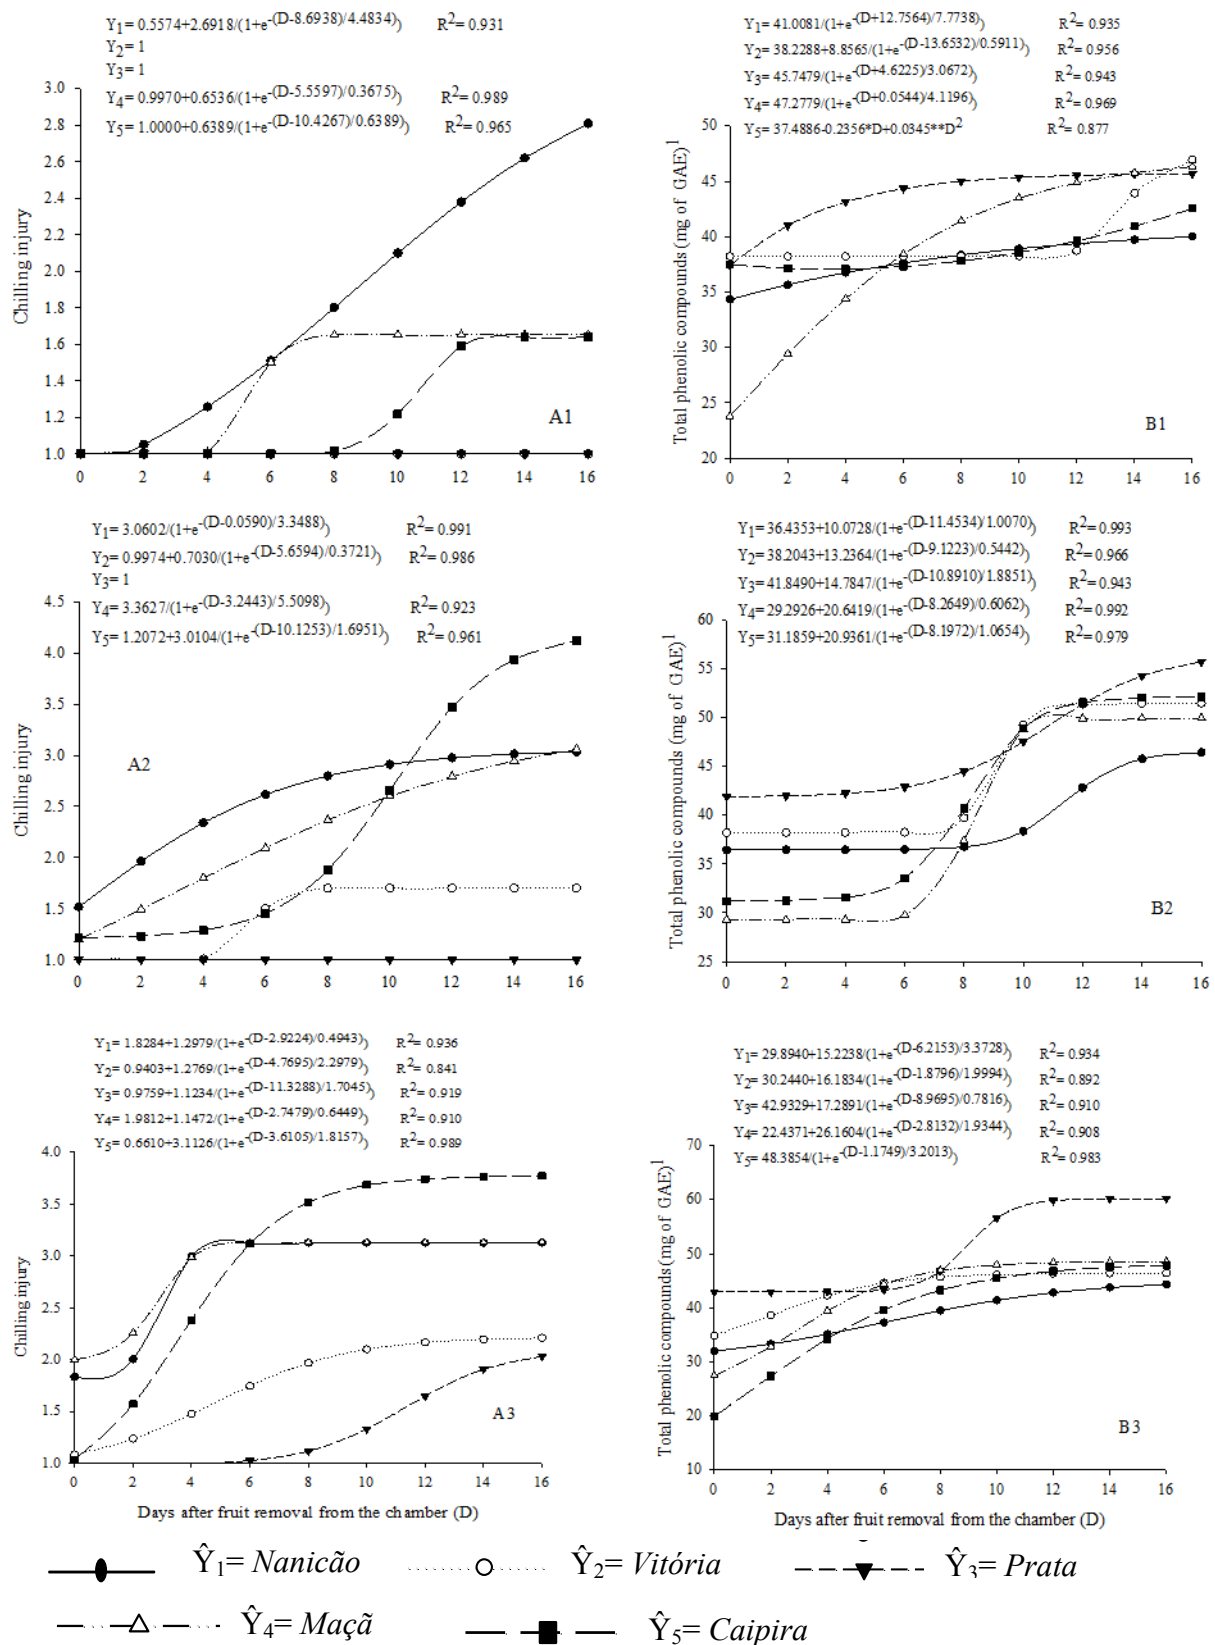 Y1= 0.5574+2.6918/(1+e-(D-8.6938)/4.4834)) R2= 0.931
Y2= 1
Y3= 1
Y4= 0.9970+0.6536/(1+e-(D-5.5597)/0.3675)) R2= 0.989
Y5= 1.0000+0.6389/(1+e-(D-10.4267)/0.6389)) R2= 0.965
3.0
2.8
2.6
2.4
2.2
2.0
1.8
1.6
1.4
1.2
1.0
Chilling injury
A1
0 2 4 6 8 10 12 14 16
Y1= 41.0081/(1+e-(D+12.7564)/7.7738) R2= 0.935
Y2= 38.2288+8.8565/(1+e-(D-13.6532)/0.5911) R2= 0.956
Y3= 45.7479/(1+e-(D+4.6225)/3.0672) R2= 0.943
Y4= 47.2779/(1+e-(D+0.0544)/4.1196) R2= 0.969
Y5= 37.4886-0.2356*D+0.0345**D2 R2= 0.877
50
45
40
35
30
25
20
Total phenolic compounds (mg of GAE)1
B1
0 2 4 6 8 10 12 14 16
Y1= 3.0602/(1+e-(D-0.0590)/3.3488)) R2= 0.991
Y2= 0.9974+0.7030/(1+e-(D-5.6594)/0.3721)) R2= 0.986
Y3= 1
Y4= 3.3627/(1+e-(D-3.2443)/5.5098)) R2= 0.923
Y5= 1.2072+3.0104/(1+e-(D-10.1253)/1.6951)) R2= 0.961
4.5
4.0
3.5
3.0
2.5
2.0
1.5
1.0
Chilling injury
A2
0 2 4 6 8 10 12 14 16
Y1= 36.4353+10.0728/(1+e-(D-11.4534)/1.0070)) R2= 0.993
Y2= 38.2043+13.2364/(1+e-(D-9.1223)/0.5442)) R2= 0.966
Y3= 41.8490+14.7847/(1+e-(D-10.8910)/1.8851)) R2= 0.943
Y4= 29.2926+20.6419/(1+e-(D-8.2649)/0.6062)) R2= 0.992
Y5= 31.1859+20.9361/(1+e-(D-8.1972)/1.0654)) R2= 0.979
60
55
50
45
40
35
30
25
Total phenolic compounds (mg of GAE)1
B2
0 2 4 6 8 10 12 14 16
Y1= 1.8284+1.2979/(1+e-(D-2.9224)/0.4943)) R2= 0.936
Y2= 0.9403+1.2769/(1+e-(D-4.7695)/2.2979)) R2= 0.841
Y3= 0.9759+1.1234/(1+e-(D-11.3288)/1.7045)) R2= 0.919
Y4= 1.9812+1.1472/(1+e-(D-2.7479)/0.6449)) R2= 0.910
Y5= 0.6610+3.1126/(1+e-(D-3.6105)/1.8157)) R2= 0.989
4.0
3.5
3.0
2.5
2.0
1.5
1.0
Chilling injury
A3
0 2 4 6 8 10 12 14 16
Days after fruit removal from the chamber (D)
Y1= 29.8940+15.2238/(1+e-(D-6.2153)/3.3728)) R2= 0.934
Y2= 30.2440+16.1834/(1+e-(D-1.8796)/1.9994)) R2= 0.892
Y3= 42.9329+17.2891/(1+e-(D-8.9695)/0.7816)) R2= 0.910
Y4= 22.4371+26.1604/(1+e-(D-2.8132)/1.9344)) R2= 0.908
Y5= 48.3854/(1+e-(D-1.1749)/3.2013)) R2= 0.983
70
60
50
40
30
20
10
Total phenolic compounds (mg of GAE)1
B3
0 2 4 6 8 10 12 14 16
Days after fruit removal from the chamber (D)
Ŷ1= Nanicão Ŷ2= Vitória Ŷ3= Prata
Ŷ4= Maçã Ŷ5= Caipira